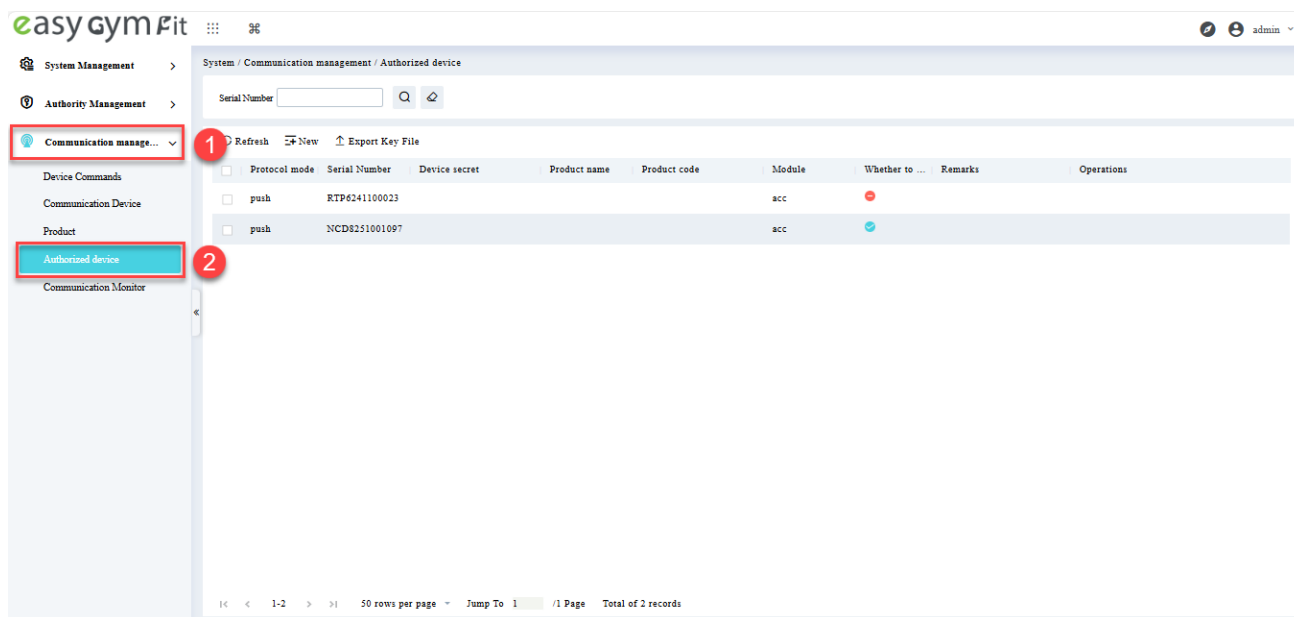 easy Gym Fit
admin
System Management
System / Communication management / Authorized device
Serial Number
Authority Management
Communication manage...
1
Refresh New Export Key File
Protocol mode Serial Number Device secret Product name Product code Module Whether to ... Remarks Operations
push RTP6241100023 acc
push NCD8251001097 acc
Device Commands
Communication Device
Product
Authorized device
2
Communication Monitor
«
|< < 1-2 > >| 50 rows per page Jump To 1 /1 Page Total of 2 records